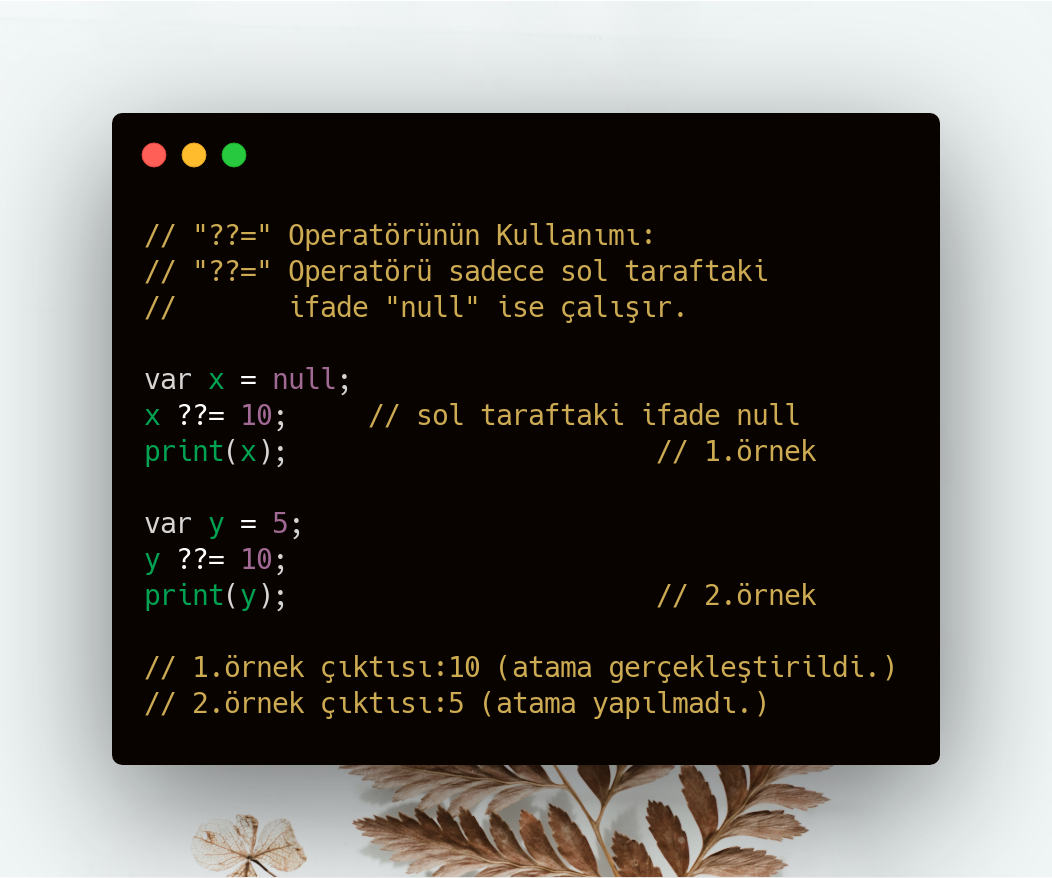 // "??=" Operatörünün Kullanımı:
// "??=" Operatörü sadece sol taraftaki
//       ifade "null" ise çalışır.
var x = null;
x ??= 10;     // sol taraftaki ifade null
print(x);                       // 1.örnek
var y = 5;
y ??= 10;
print(y);                       // 2.örnek
// 1.örnek çıktısı:10 (atama gerçekleştirildi.)
// 2.örnek çıktısı:5 (atama yapılmadı.)